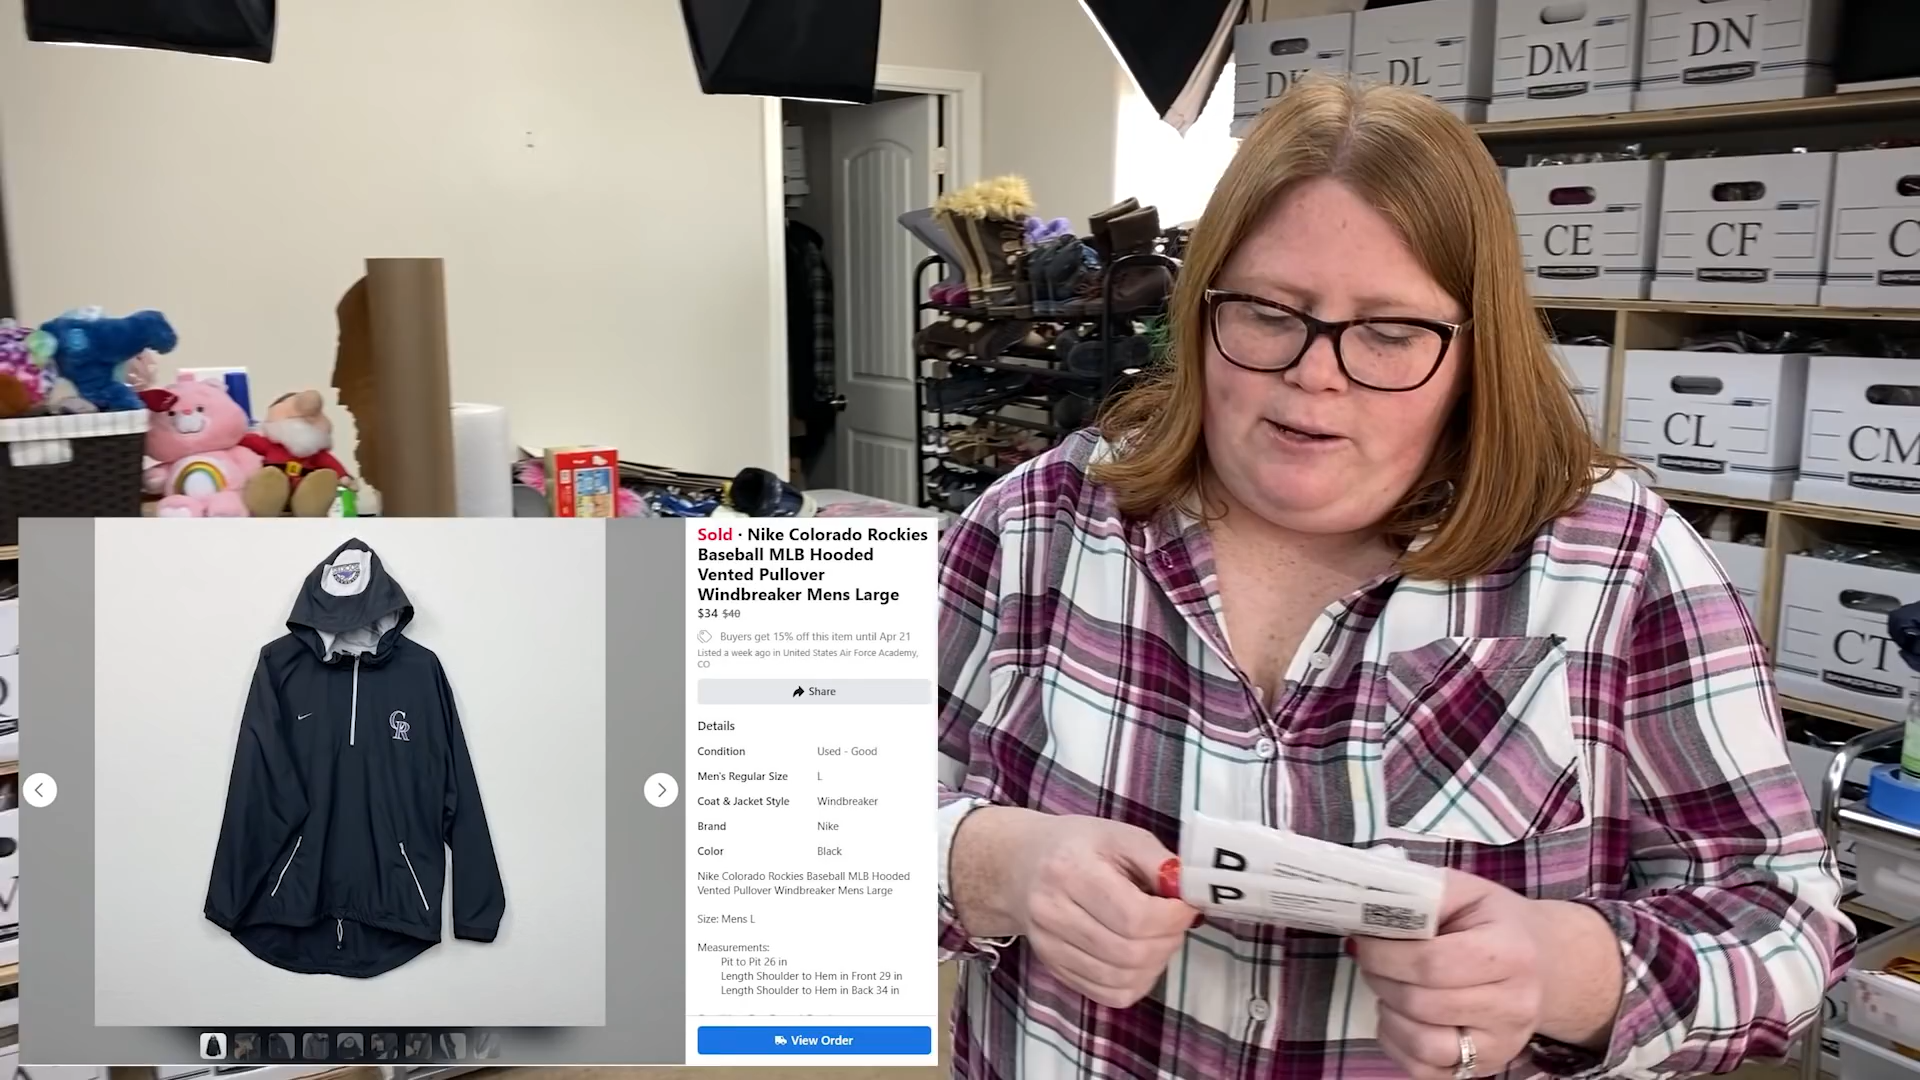 DL
DM
DN
CE
CF
C
CL
CM
CT
Sold · Nike Colorado Rockies
Baseball MLB Hooded
Vented Pullover
Windbreaker Mens Large
$34 $40
Buyers get 15% off this item until Apr 21
Listed a week ago in United States Air Force Academy,
CO
Share
Details
Condition Used - Good
Men's Regular Size L
Coat & Jacket Style Windbreaker
Brand Nike
Color Black
Nike Colorado Rockies Baseball MLB Hooded
Vented Pullover Windbreaker Mens Large
Size: Mens L
Measurements:
Pit to Pit 26 in
Length Shoulder to Hem in Front 29 in
Length Shoulder to Hem in Back 34 in
View Order
CR
D
P